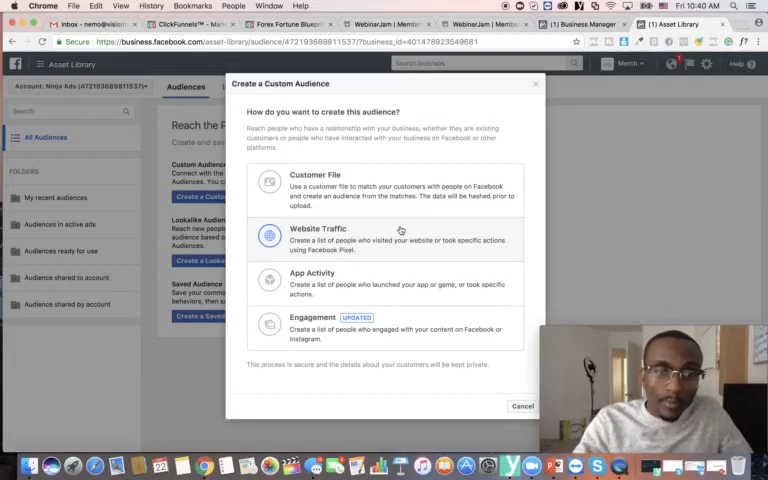 Chrome File Edit View History Bookmarks People Window Help
Fri 10:40 AM
Inbox - nemo@visiom
ClickFunnels™ - Mana
Forex Fortune Blueprin
WebinarJam | Member
WebinarJam | Member
(1) Business Manager
(1) Asset Library
Secure https://business.facebook.com/asset-library/audience/472193689811537/?business_id=401478923549681
Asset Library
Search business
Merch
1
Help
Account: Ninja Ads (472193689811537)
Audiences
Search
All Audiences
FOLDERS
My recent audiences
Audiences in active ads
Audiences ready for use
Audience shared to account
Audience shared by account
Reach the P
Create and sav
Custom Audien
Connect with the
Audiences. You c
Create a Custo
Lookalike Audien
Reach new peop
audience based o
Audiences.
Create a Looka
Saved Audience
Save your commo
behaviors, then sa
Create a Saved
Create a Custom Audience
How do you want to create this audience?
Reach people who have a relationship with your business, whether they are existing
customers or people who have interacted with your business on Facebook or other
platforms.
Customer File
Use a customer file to match your customers with people on Facebook
and create an audience from the matches. The data will be hashed prior to
upload.
Website Traffic
Create a list of people who visited your website or took specific actions
using Facebook Pixel.
App Activity
Create a list of people who launched your app or game, or took specific
actions.
Engagement UPDATED
Create a list of people who engaged with your content on Facebook or
Instagram.
This process is secure and the details about your customers will be kept private.
Cancel
22